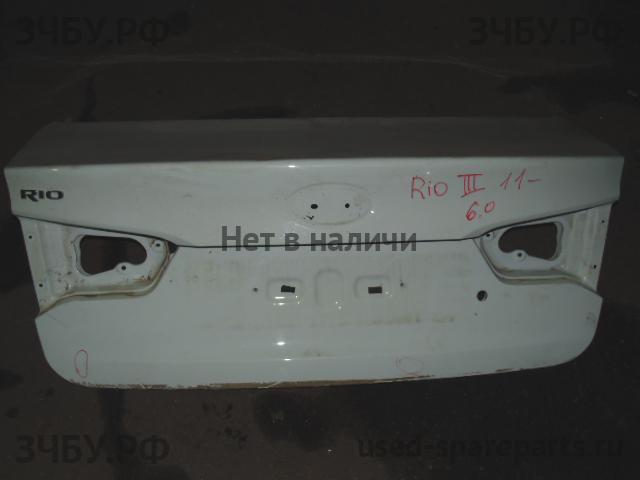 ЗЧБУ.РФ
ЗЧБУ.РФ
RIO
Rio III 11-
6.0
Нет в наличи
ЗЧБУ.РФ
used-spareparts.ru